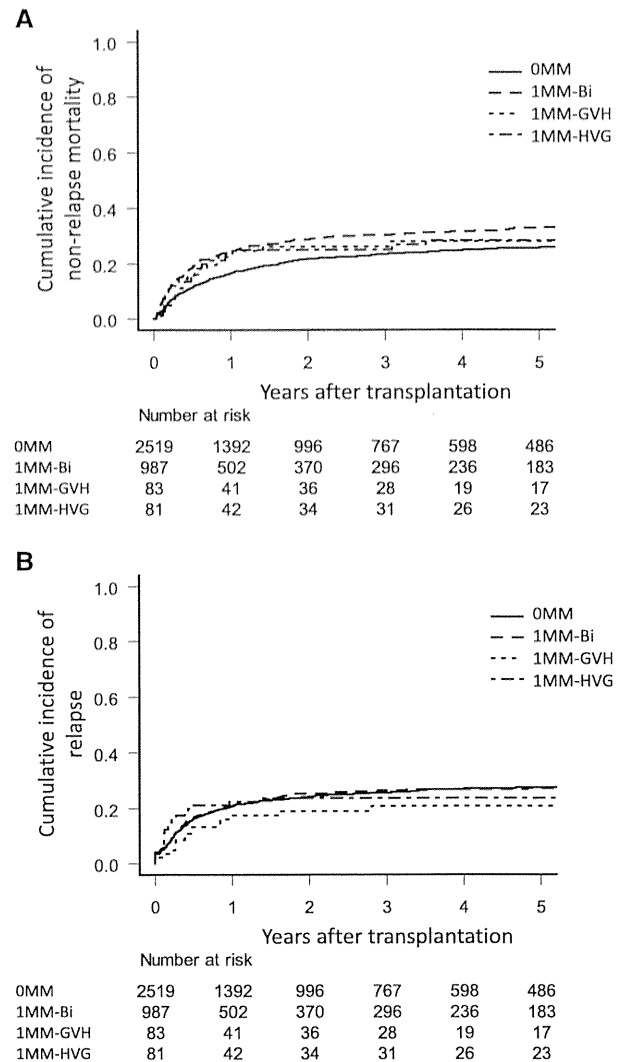 A
Cumulative incidence of
non-relapse mortality
1.0
0.8
0.6
0.4
0.2
0.0
0MM
1MM-Bi
1MM-GVH
1MM-HVG
0 1 2 3 4 5
Years after transplantation
Number at risk
0MM 2519 1392 996 767 598 486
1MM-Bi 987 502 370 296 236 183
1MM-GVH 83 41 36 28 19 17
1MM-HVG 81 42 34 31 26 23
B
Cumulative incidence of
relapse
1.0
0.8
0.6
0.4
0.2
0.0
0MM
1MM-Bi
1MM-GVH
1MM-HVG
0 1 2 3 4 5
Years after transplantation
Number at risk
0MM 2519 1392 996 767 598 486
1MM-Bi 987 502 370 296 236 183
1MM-GVH 83 41 36 28 19 17
1MM-HVG 81 42 34 31 26 23